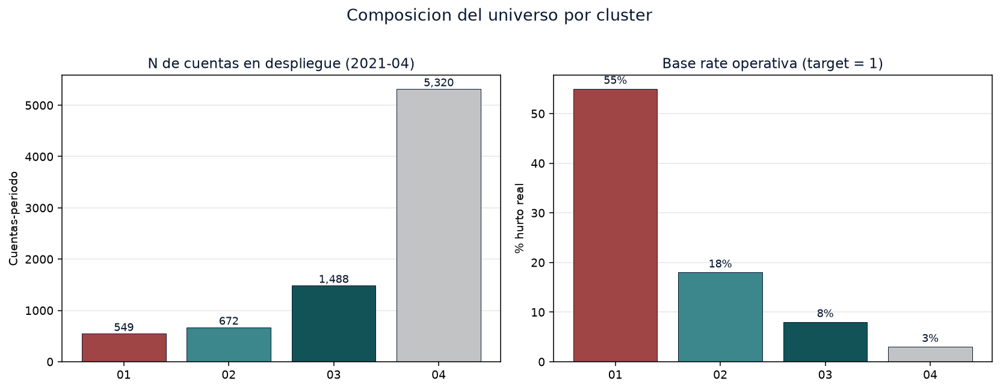 Composicion del universo por cluster
N de cuentas en despliegue (2021-04)
Cuentas-periodo
5000
4000
3000
2000
1000
0
549
672
1,488
5,320
01 02 03 04
Base rate operativa (target = 1)
% hurto real
50
40
30
20
10
0
55%
18%
8%
3%
01 02 03 04